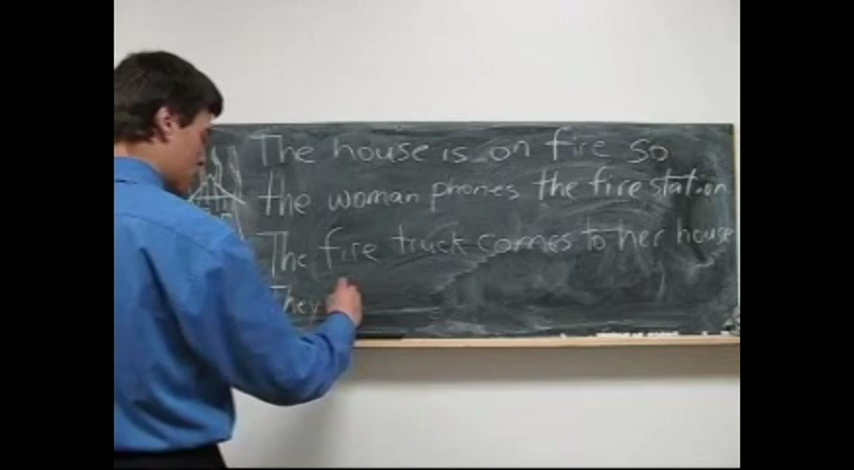 The house is on fire so
the woman phones the fire station
The fire truck comes to her house
They